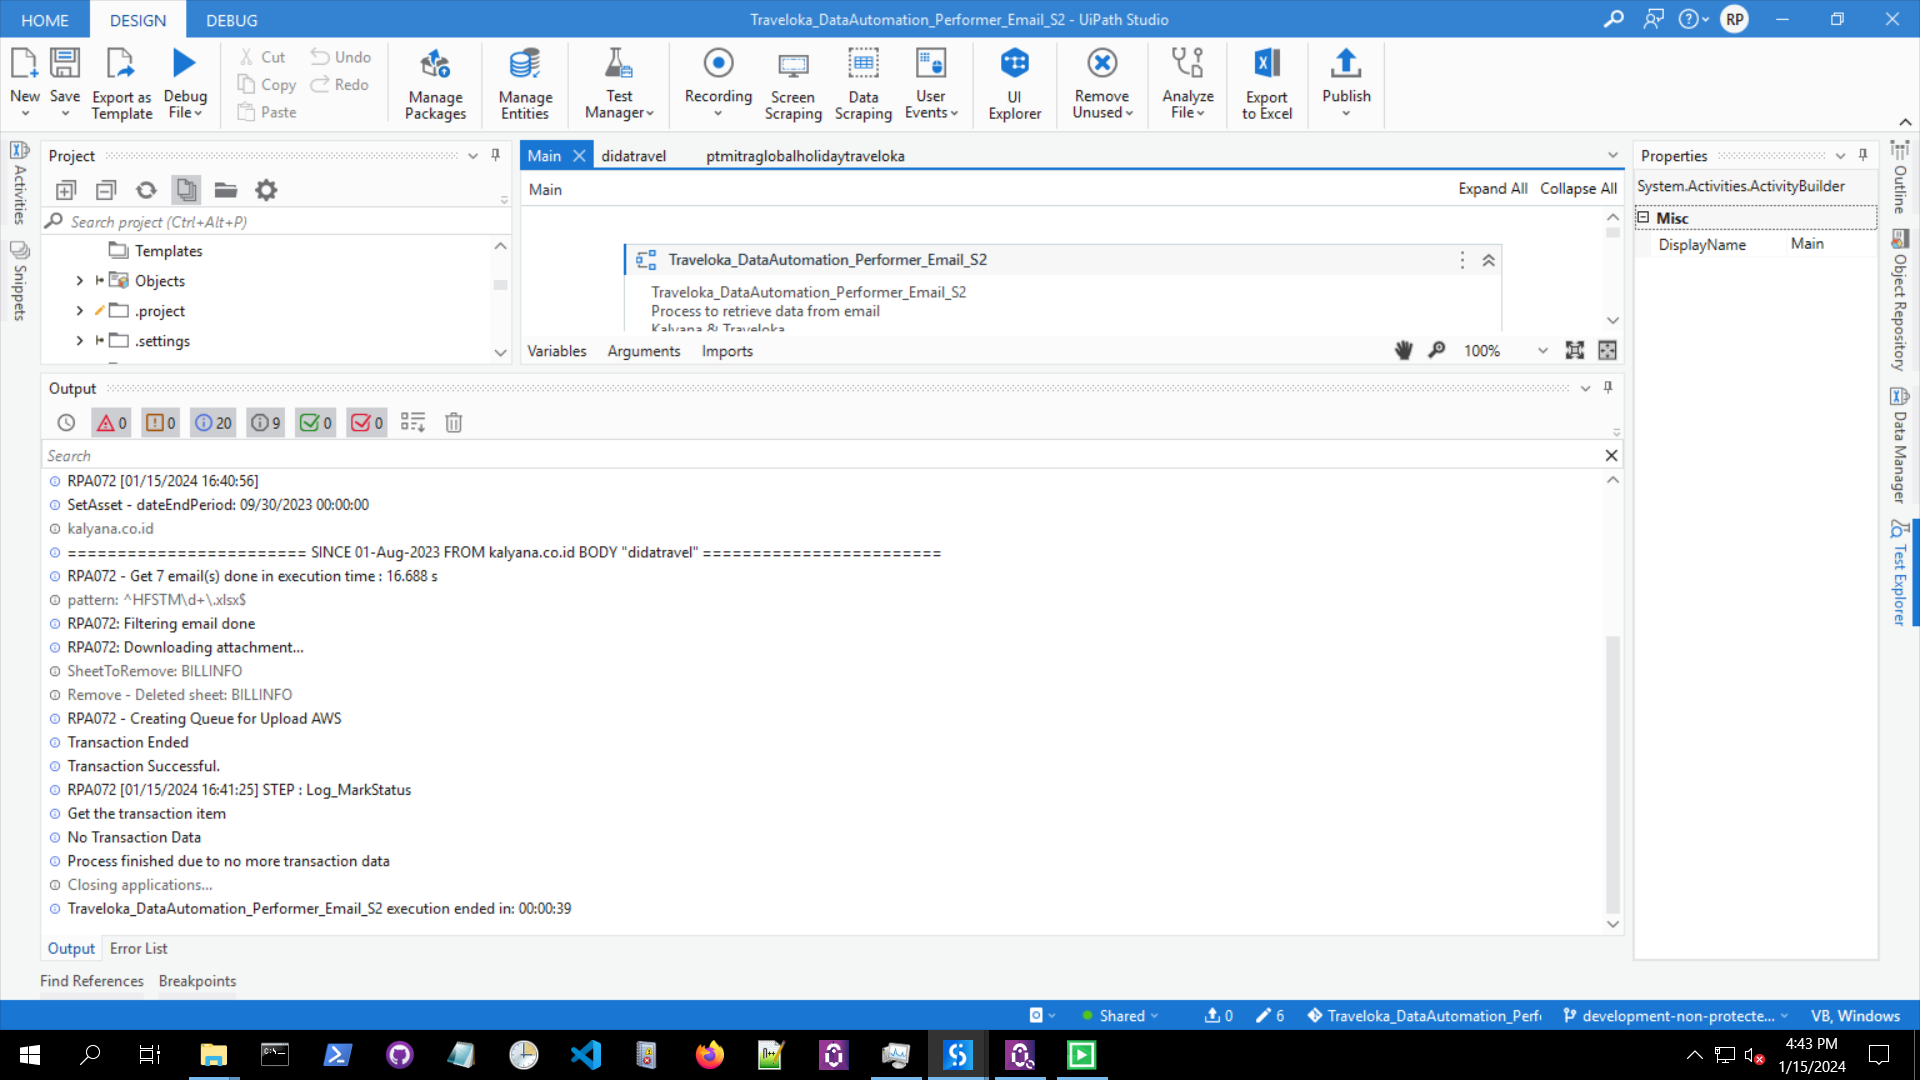 HOME DESIGN DEBUG Traveloka_DataAutomation_Performer_Email_S2 - UiPath Studio RP
New Save Export as Template Debug File Cut Copy Paste Undo Redo Manage Packages Manage Entities Test Manager Recording Screen Scraping Data Scraping User Events UI Explorer Remove Unused Analyze File Export to Excel Publish
Activities
Snippets
Project
Search project (Ctrl+Alt+P)
Templates
Objects
.project
.settings
Main didatravel ptmitraglobalholidaytraveloka
Main Expand All Collapse All
Traveloka_DataAutomation_Performer_Email_S2
Traveloka_DataAutomation_Performer_Email_S2
Process to retrieve data from email
Kalyana & Traveloka
Variables Arguments Imports 100%
Properties
System.Activities.ActivityBuilder
Misc
DisplayName Main
Outline
Object Repository
Data Manager
Test Explorer
Output
0 0 20 9 0 0
Search
RPA072 [01/15/2024 16:40:56]
SetAsset - dateEndPeriod: 09/30/2023 00:00:00
kalyana.co.id
======================== SINCE 01-Aug-2023 FROM kalyana.co.id BODY "didatravel" ========================
RPA072 - Get 7 email(s) done in execution time : 16.688 s
pattern: ^HFSTM\d+\.xlsx$
RPA072: Filtering email done
RPA072: Downloading attachment...
SheetToRemove: BILLINFO
Remove - Deleted sheet: BILLINFO
RPA072 - Creating Queue for Upload AWS
Transaction Ended
Transaction Successful.
RPA072 [01/15/2024 16:41:25] STEP : Log_MarkStatus
Get the transaction item
No Transaction Data
Process finished due to no more transaction data
Closing applications...
Traveloka_DataAutomation_Performer_Email_S2 execution ended in: 00:00:39
Output Error List
Find References Breakpoints
Shared 0 6 Traveloka_DataAutomation_Perf development-non-protecte... VB, Windows
4:43 PM
1/15/2024